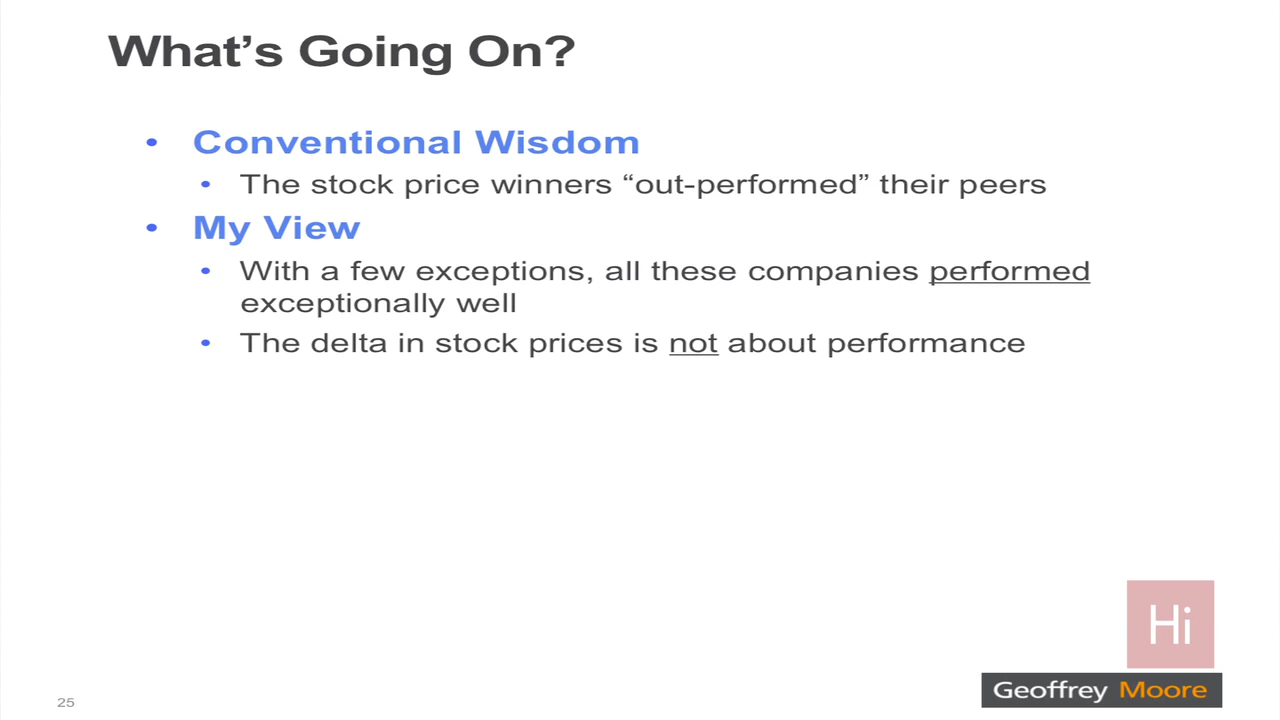 What’s Going On?
• Conventional Wisdom
• The stock price winners “out-performed” their peers
• My View
• With a few exceptions, all these companies performed
exceptionally well
• The delta in stock prices is not about performance
Hi
Geoffrey Moore
25